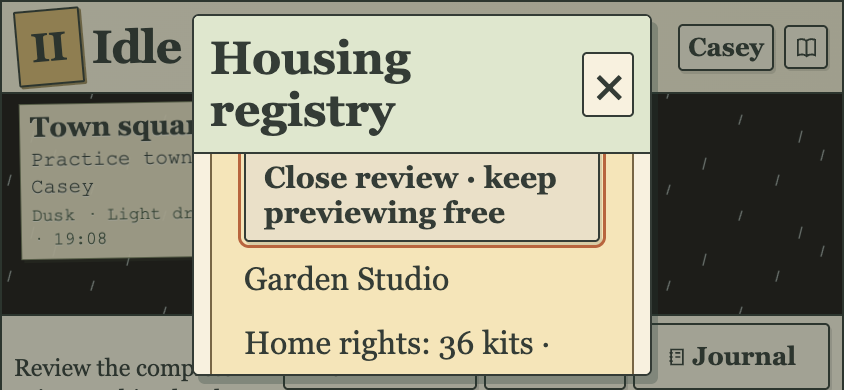 II Idle
Casey
Town squar
Practice town
Casey
Dusk · Light dr
· 19:08
Housing
registry
Close review · keep
previewing free
Garden Studio
Home rights: 36 kits ·
Review the comp
Journal